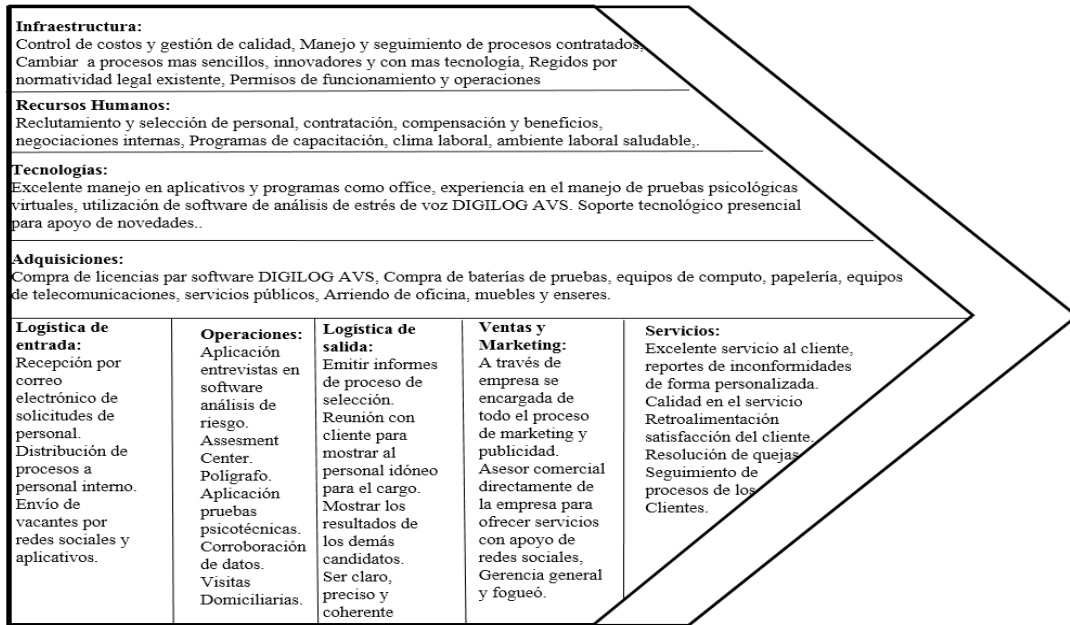 Infraestructura:
Control de costos y gestión de calidad, Manejo y seguimiento de procesos contratados,
Cambiar a procesos mas sencillos, innovadores y con mas tecnología, Regidos por
normatividad legal existente, Permisos de funcionamiento y operaciones
Recursos Humanos:
Reclutamiento y selección de personal, contratación, compensación y beneficios,
negociaciones internas, Programas de capacitación, clima laboral, ambiente laboral saludable,.
Tecnologías:
Excelente manejo en aplicativos y programas como office, experiencia en el manejo de pruebas psicológicas
virtuales, utilización de software de análisis de estrés de voz DIGILOG AVS. Soporte tecnológico presencial
para apoyo de novedades..
Adquisiciones:
Compra de licencias par software DIGILOG AVS, Compra de baterías de pruebas, equipos de computo, papelería, equipos
de telecomunicaciones, servicios públicos, Arriendo de oficina, muebles y enseres.
Logística de
entrada:
Recepción por
correo
electrónico de
solicitudes de
personal.
Distribución de
procesos a
personal interno.
Envío de
vacantes por
redes sociales y
aplicativos.
Operaciones:
Aplicación
entrevistas en
software
análisis de
riesgo.
Assesment
Center.
Polígrafo.
Aplicación
pruebas
psicotécnicas.
Corroboración
de datos.
Visitas
Domiciliarias.
Logística de
salida:
Emitir informes
de proceso de
selección.
Reunión con
cliente para
mostrar al
personal idóneo
para el cargo.
Mostrar los
resultados de
los demás
candidatos.
Ser claro,
preciso y
coherente
Ventas y
Marketing:
A través de
empresa se
encargada de
todo el proceso
de marketing y
publicidad.
Asesor comercial
directamente de
la empresa para
ofrecer servicios
con apoyo de
redes sociales,
Gerencia general
y fogueó.
Servicios:
Excelente servicio al cliente,
reportes de inconformidades
de forma personalizada.
Calidad en el servicio
Retroalimentación
satisfacción del cliente.
Resolución de quejas
Seguimiento de
procesos de los
Clientes.